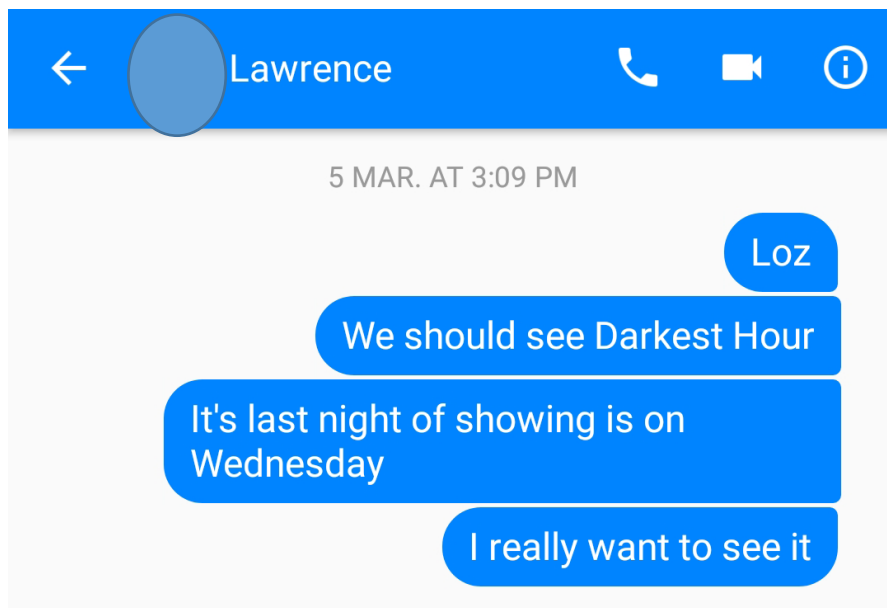 Lawrence
5 MAR. AT 3:09 PM
Loz
We should see Darkest Hour
It's last night of showing is on
Wednesday
I really want to see it